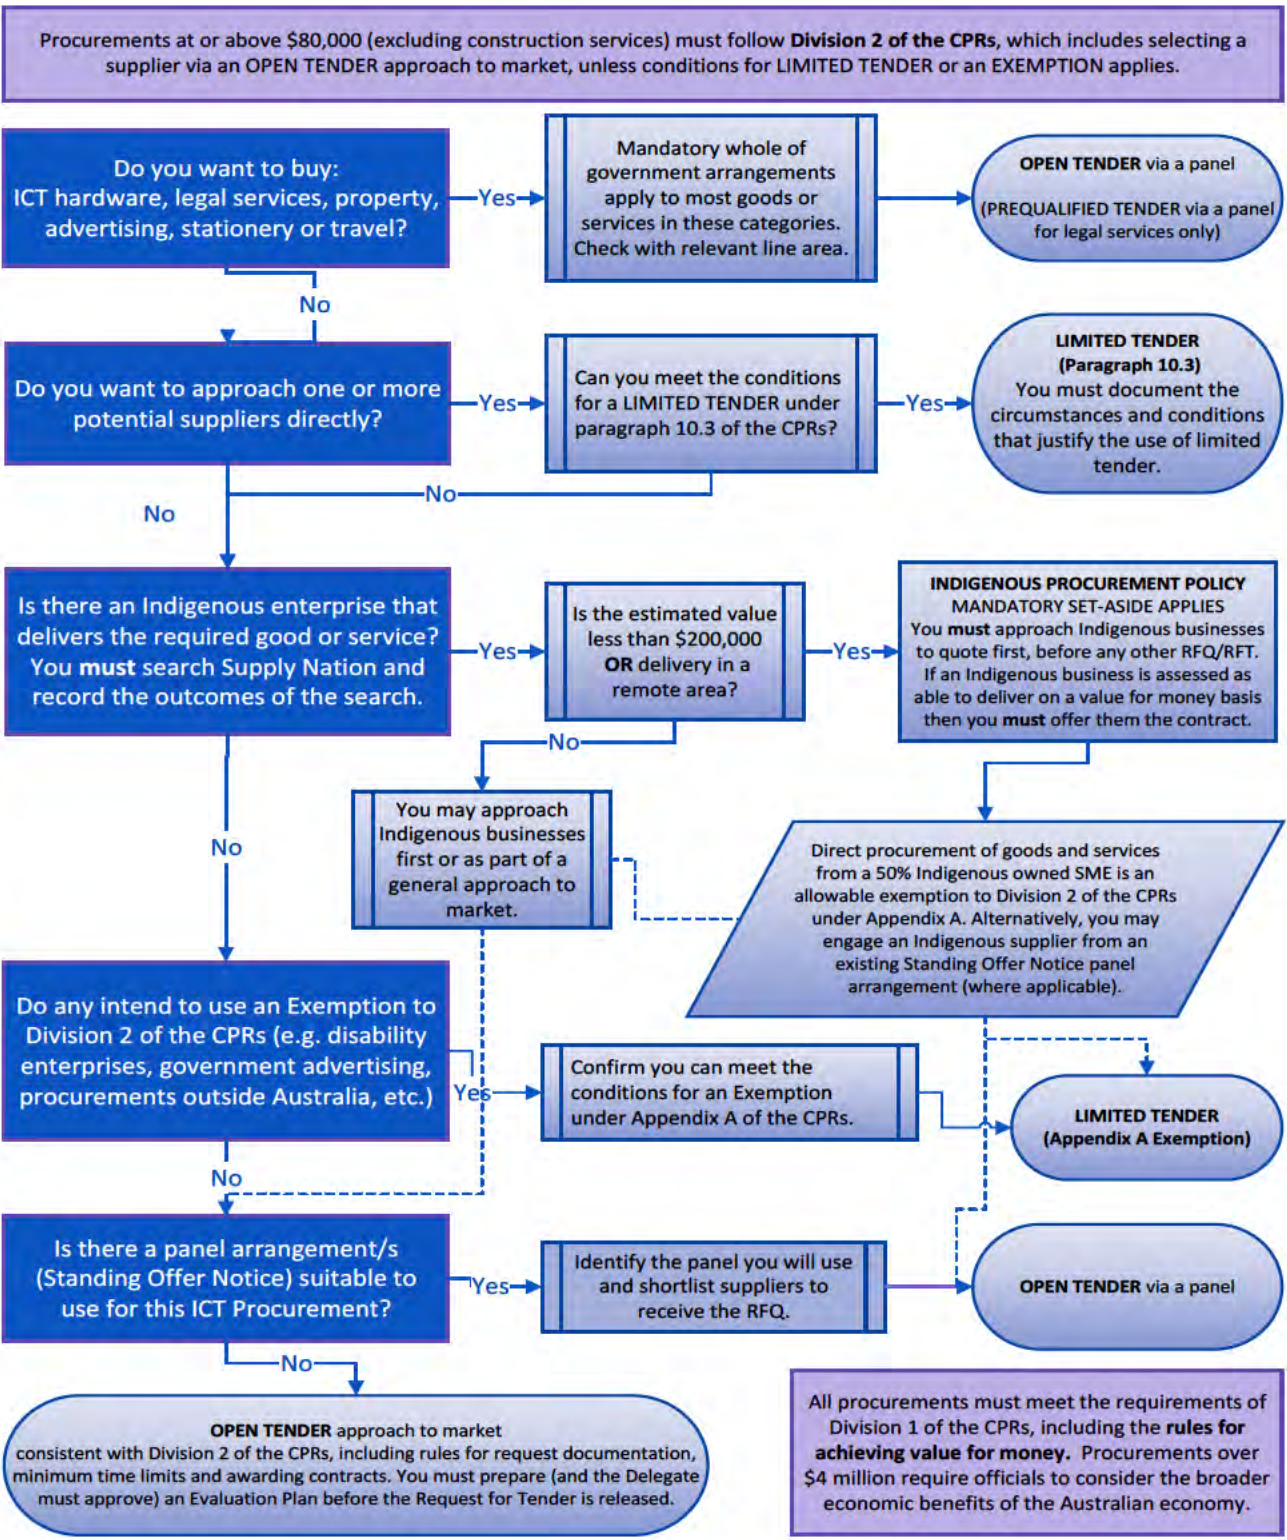 Procurements at or above $80,000 (excluding construction services) must follow Division 2 of the CPRs, which includes selecting a
supplier via an OPEN TENDER approach to market, unless conditions for LIMITED TENDER or an EXEMPTION applies.
Do you want to buy:
ICT hardware, legal services, property,
advertising, stationery or travel?
Yes
Mandatory whole of
government arrangements
apply to most goods or
services in these categories.
Check with relevant line area.
OPEN TENDER via a panel
(PREQUALIFIED TENDER via a panel
for legal services only)
No
Do you want to approach one or more
potential suppliers directly?
Yes
Can you meet the conditions
for a LIMITED TENDER under
paragraph 10.3 of the CPRs?
Yes
LIMITED TENDER
(Paragraph 10.3)
You must document the
circumstances and conditions
that justify the use of limited
tender.
No
No
Is there an Indigenous enterprise that
delivers the required good or service?
You must search Supply Nation and
record the outcomes of the search.
Yes
Is the estimated value
less than $200,000
OR delivery in a
remote area?
Yes
INDIGENOUS PROCUREMENT POLICY
MANDATORY SET-ASIDE APPLIES
You must approach Indigenous businesses
to quote first, before any other RFQ/RFT.
If an Indigenous business is assessed as
able to deliver on a value for money basis
then you must offer them the contract.
No
You may approach
Indigenous businesses
first or as part of a
general approach to
market.
No
Direct procurement of goods and services
from a 50% Indigenous owned SME is an
allowable exemption to Division 2 of the CPRs
under Appendix A. Alternatively, you may
engage an Indigenous supplier from an
existing Standing Offer Notice panel
arrangement (where applicable).
Do any intend to use an Exemption to
Division 2 of the CPRs (e.g. disability
enterprises, government advertising,
procurements outside Australia, etc.)
Yes
Confirm you can meet the
conditions for an Exemption
under Appendix A of the CPRs.
LIMITED TENDER
(Appendix A Exemption)
No
Is there a panel arrangement/s
(Standing Offer Notice) suitable to
use for this ICT Procurement?
Yes
Identify the panel you will use
and shortlist suppliers to
receive the RFQ.
OPEN TENDER via a panel
No
OPEN TENDER approach to market
consistent with Division 2 of the CPRs, including rules for request documentation,
minimum time limits and awarding contracts. You must prepare (and the Delegate
must approve) an Evaluation Plan before the Request for Tender is released.
All procurements must meet the requirements of
Division 1 of the CPRs, including the rules for
achieving value for money. Procurements over
$4 million require officials to consider the broader
economic benefits of the Australian economy.